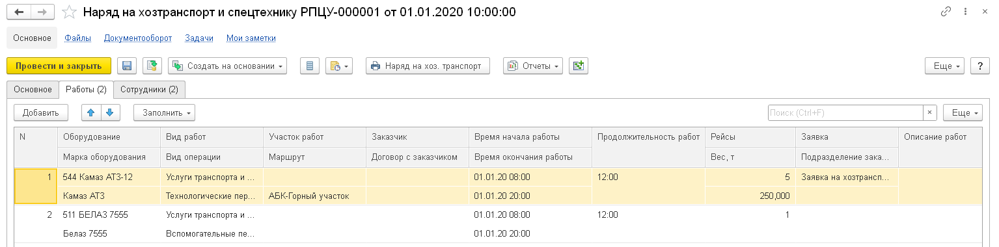 Наряд на хозтранспорт и спецтехнику РПЦУ-000001 от 01.01.2020 10:00:00
Основное Файлы Документооборот Задачи Мои заметки
Провести и закрыть Создать на основании Наряд на хоз. транспорт Отчеты Еще ?
Основное Работы (2) Сотрудники (2)
Добавить Заполнить Поиск (Ctrl+F) × Еще
N Оборудование Вид работ Участок работ Заказчик Время начала работы Продолжительность работ Рейсы Заявка Описание работ
Марка оборудования Вид операции Маршрут Договор с заказчиком Время окончания работы Вес, т Подразделение зака...
1 544 Камаз АТЗ-12 Услуги транспорта и ... 01.01.20 08:00 12:00 5 Заявка на хозтрансп...
Камаз АТЗ Технологические пер... АБК-Горный участок 01.01.20 20:00 250,000
2 511 БЕЛАЗ 7555 Услуги транспорта и ... 01.01.20 08:00 12:00 1
Белаз 7555 Вспомогательные пе... 01.01.20 20:00